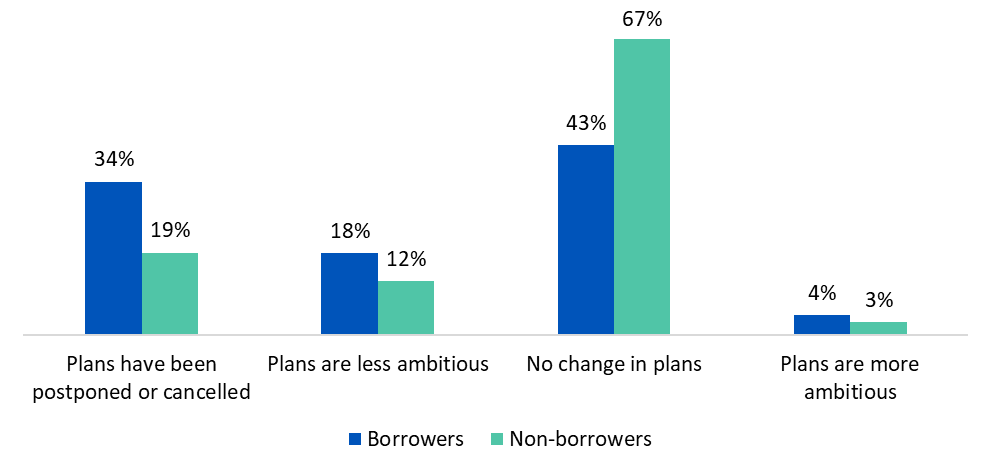 67%
43%
34%
19%
18%
12%
4%
3%
Plans have been
postponed or cancelled
Plans are less ambitious
No change in plans
Plans are more
ambitious
Borrowers
Non-borrowers